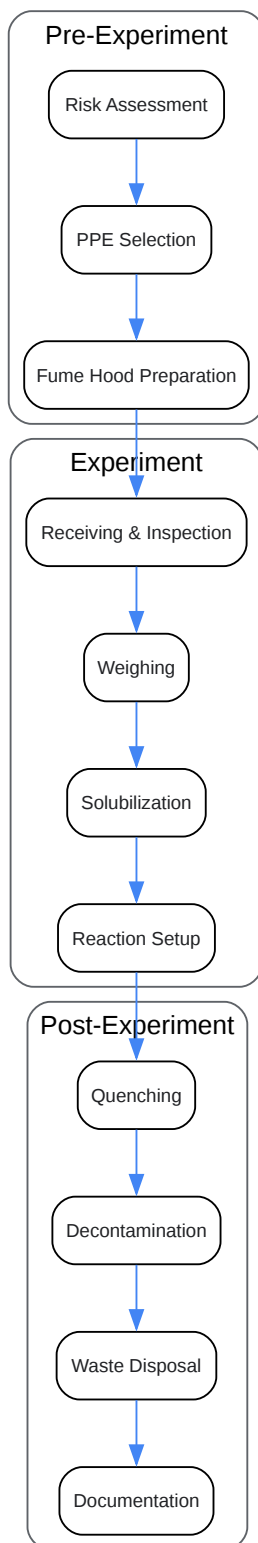 Pre-Experiment
Risk Assessment
PPE Selection
Fume Hood Preparation
Experiment
Receiving & Inspection
Weighing
Solubilization
Reaction Setup
Post-Experiment
Quenching
Decontamination
Waste Disposal
Documentation